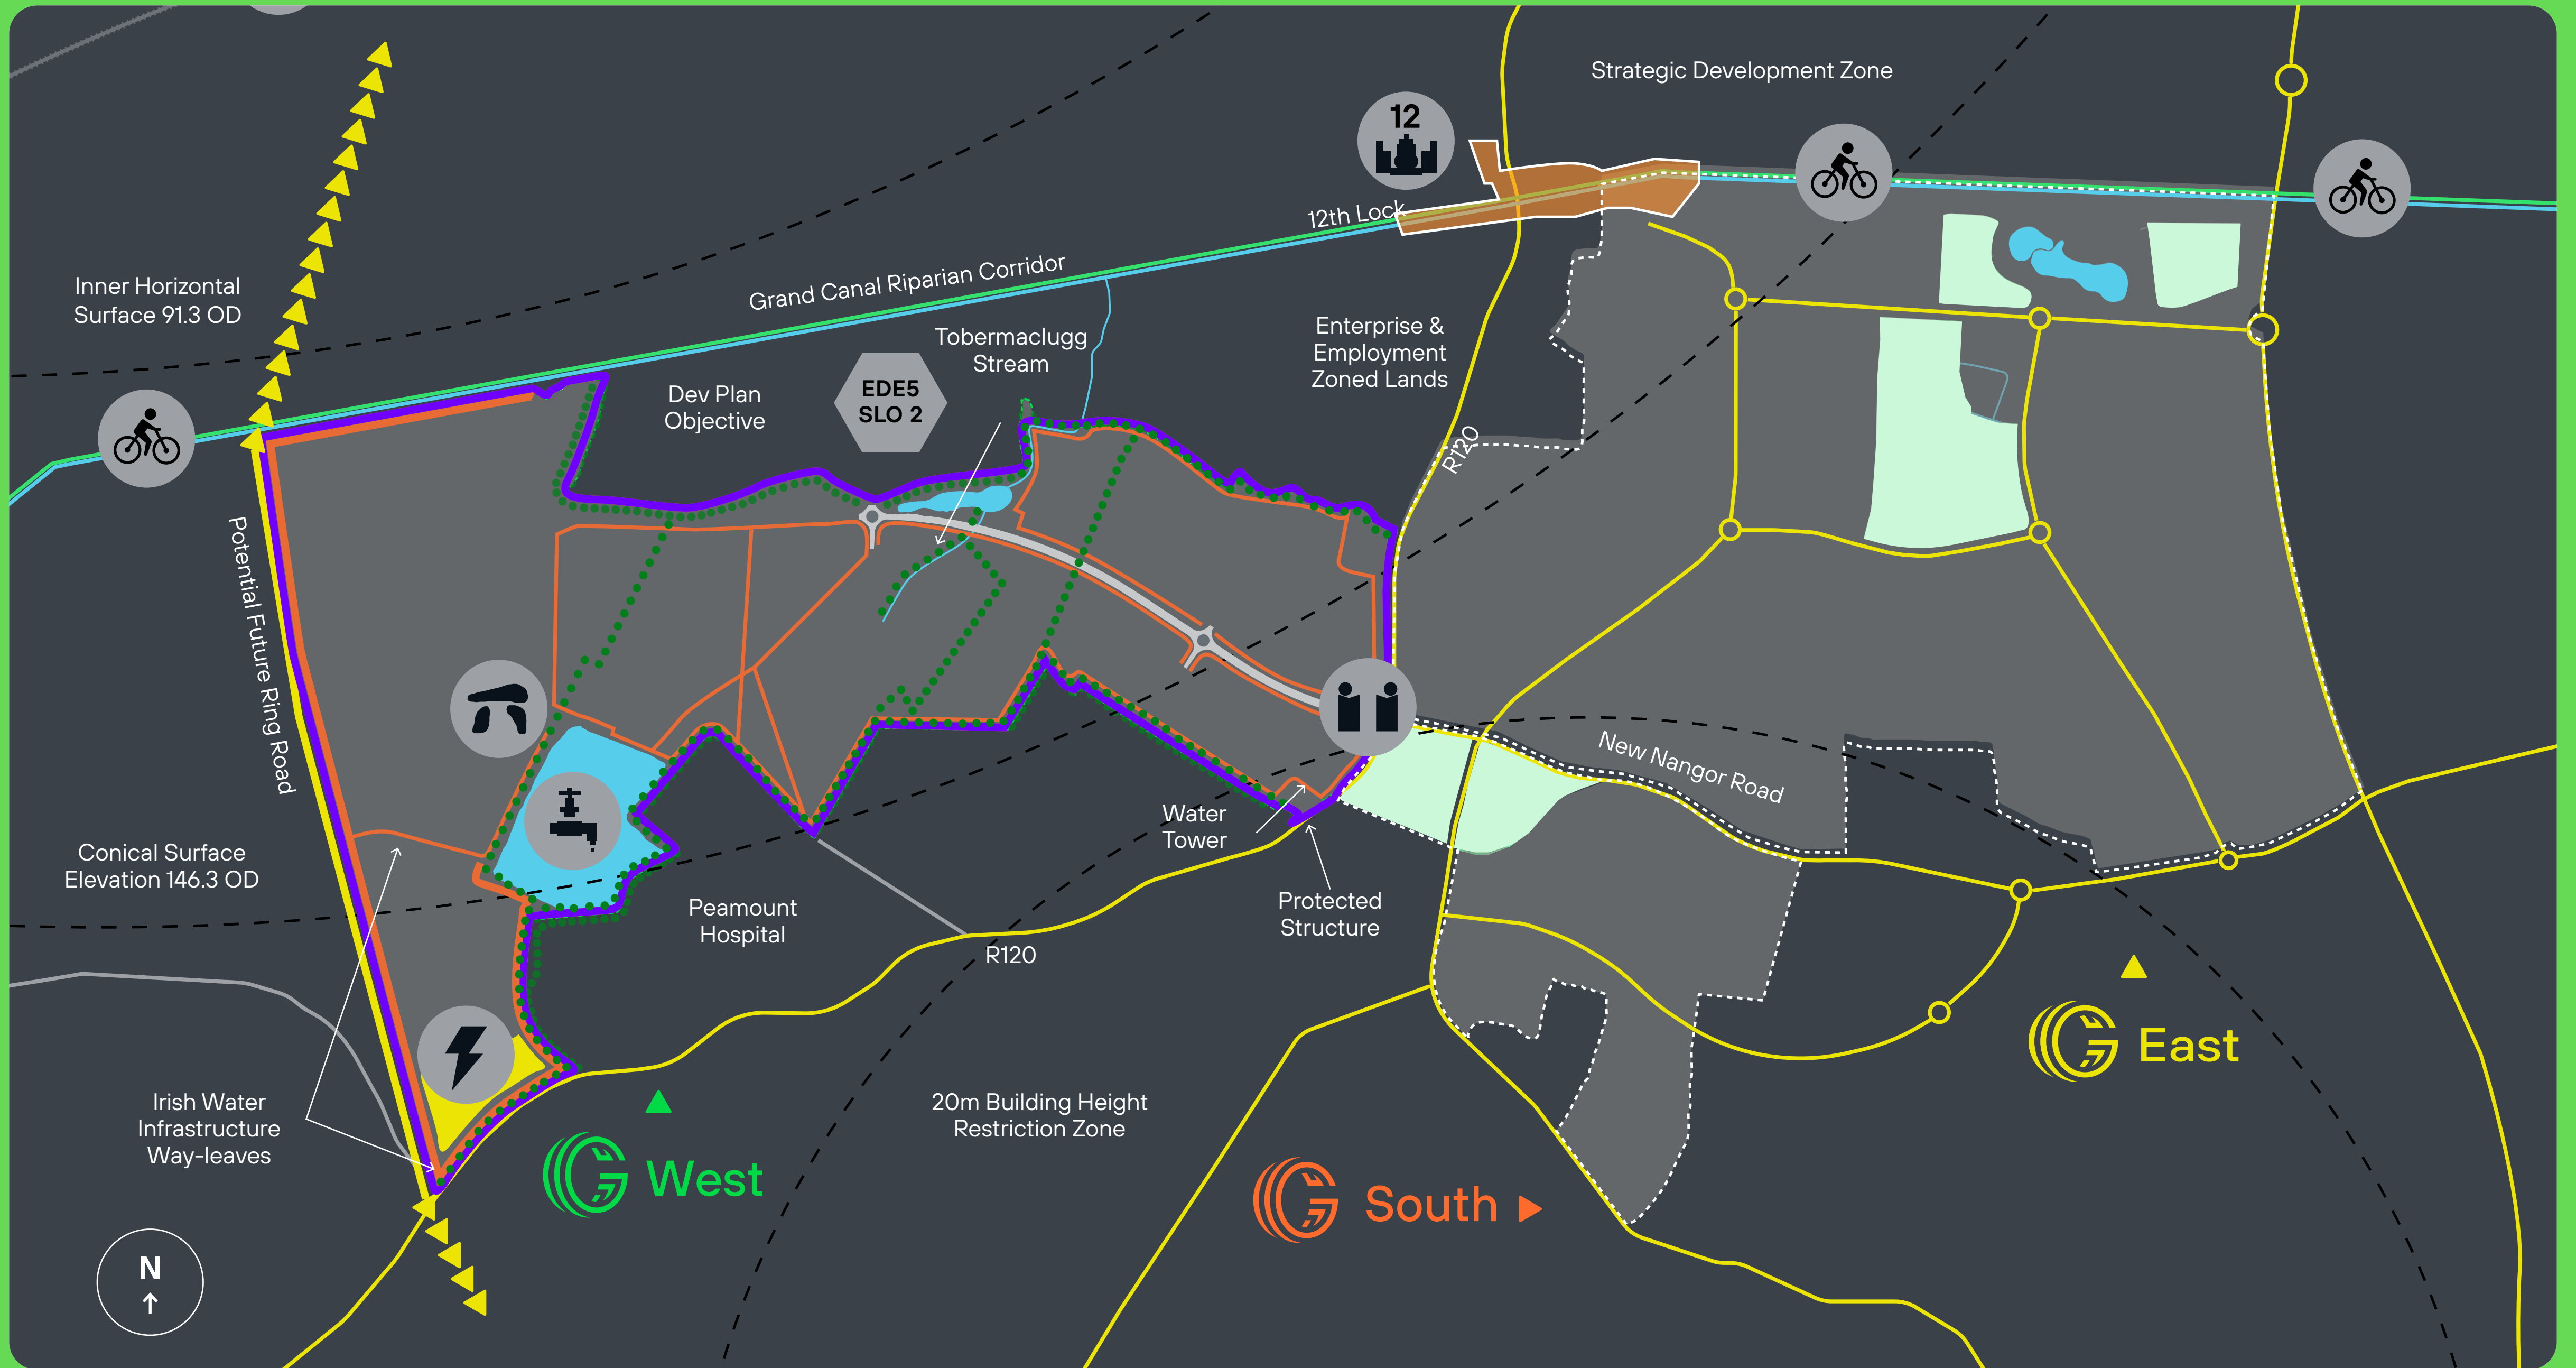 Strategic Development Zone
12
12th Lock
Grand Canal Riparian Corridor
Inner Horizontal
Surface 91.3 OD
Tobermaclugg
Stream
Enterprise &
Employment
Zoned Lands
Dev Plan
Objective
EDE5
SLO 2
R120
Potential Future Ring Road
New Nangor Road
Water
Tower
Conical Surface
Elevation 146.3 OD
Peamount
Hospital
Protected
Structure
R120
East
Irish Water
Infrastructure
Way-leaves
20m Building Height
Restriction Zone
West
South
N